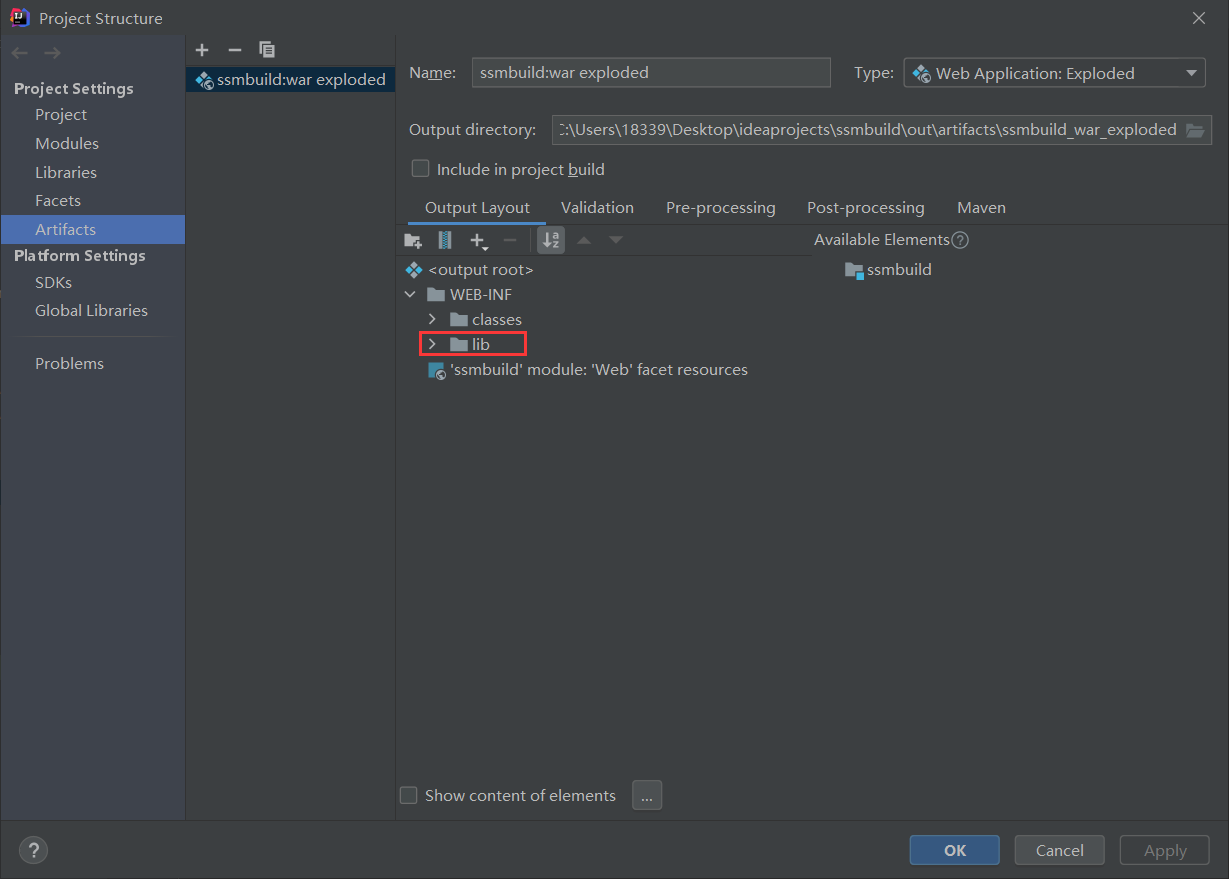 Project Structure
Project Settings
Project
Modules
Libraries
Facets
Artifacts
Platform Settings
SDKs
Global Libraries
Problems
ssmbuild:war exploded
Name: ssmbuild:war exploded Type: Web Application: Exploded
Output directory: :\Users\18339\Desktop\ideaprojects\ssmbuild\out\artifacts\ssmbuild_war_exploded
Include in project build
Output Layout Validation Pre-processing Post-processing Maven
Available Elements ?
<output root>
ssmbuild
WEB-INF
classes
lib
'ssmbuild' module: 'Web' facet resources
Show content of elements ...
? OK Cancel Apply